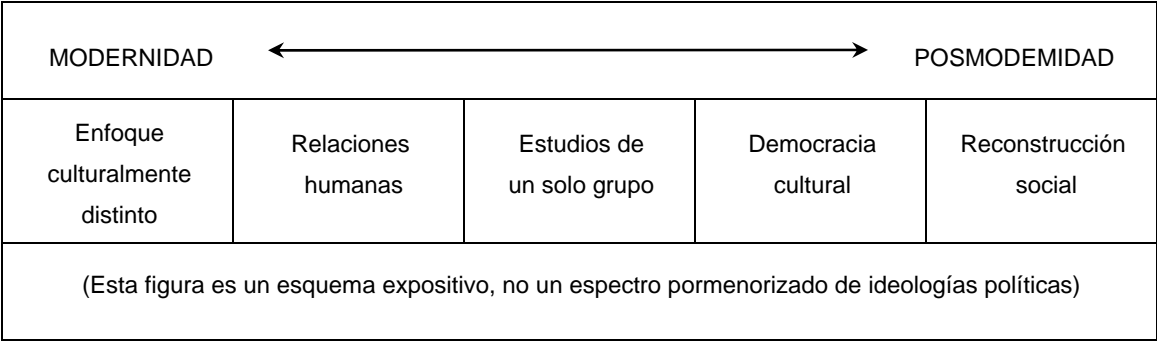 MODERNIDAD POSMODEMIDAD
Enfoque
culturalmente
distinto
Relaciones
humanas
Estudios de
un solo grupo
Democracia
cultural
Reconstrucción
social
(Esta figura es un esquema expositivo, no un espectro pormenorizado de ideologías políticas)